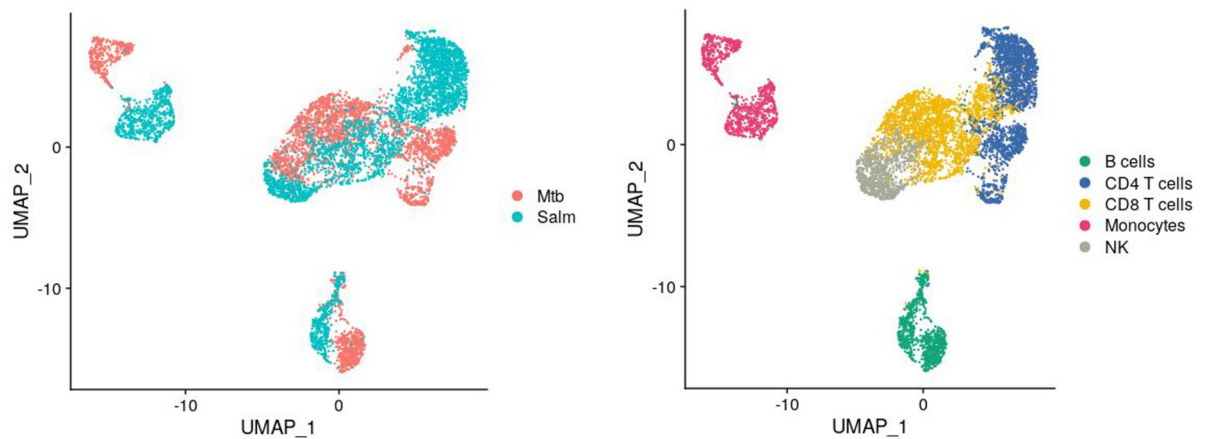 UMAP_2
0
-10
-10
0
UMAP_1
Mtb
Salm
UMAP_2
0
-10
-10
0
UMAP_1
B cells
CD4 T cells
CD8 T cells
Monocytes
NK